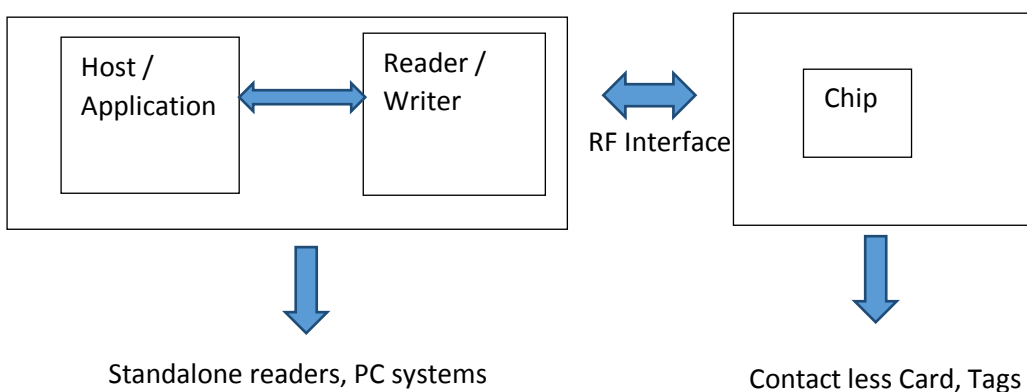 Host /
Application
Reader /
Writer
RF Interface
Chip
Standalone readers, PC systems
Contact less Card, Tags